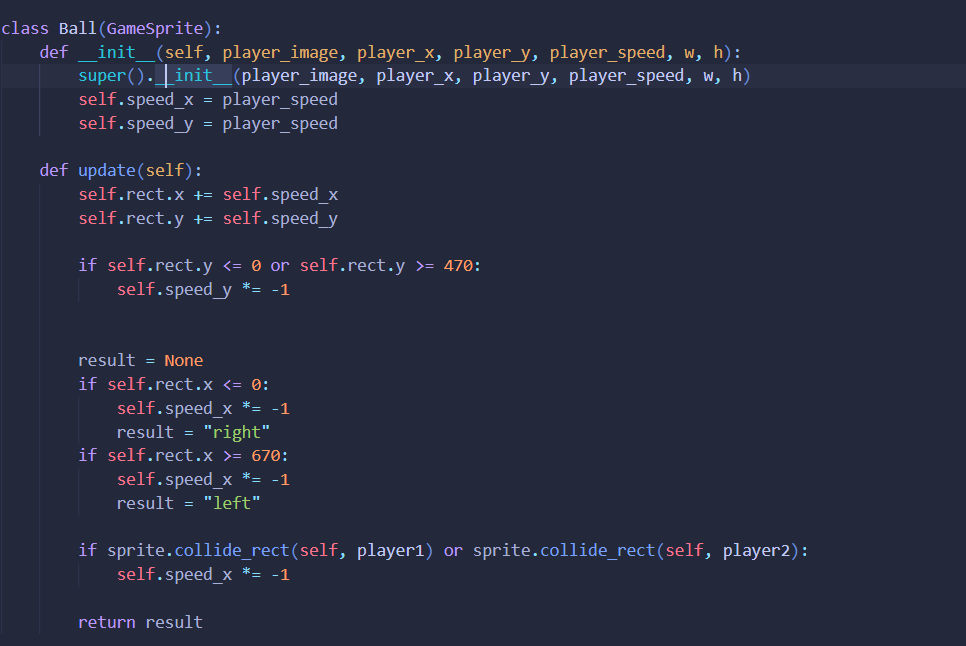 class Ball(GameSprite):
    def __init__(self, player_image, player_x, player_y, player_speed, w, h):
        super().__init__(player_image, player_x, player_y, player_speed, w, h)
        self.speed_x = player_speed
        self.speed_y = player_speed
    def update(self):
        self.rect.x += self.speed_x
        self.rect.y += self.speed_y
        if self.rect.y <= 0 or self.rect.y >= 470:
            self.speed_y *= -1
        result = None
        if self.rect.x <= 0:
            self.speed_x *= -1
            result = "right"
        if self.rect.x >= 670:
            self.speed_x *= -1
            result = "left"
        if sprite.collide_rect(self, player1) or sprite.collide_rect(self, player2):
            self.speed_x *= -1
        return result